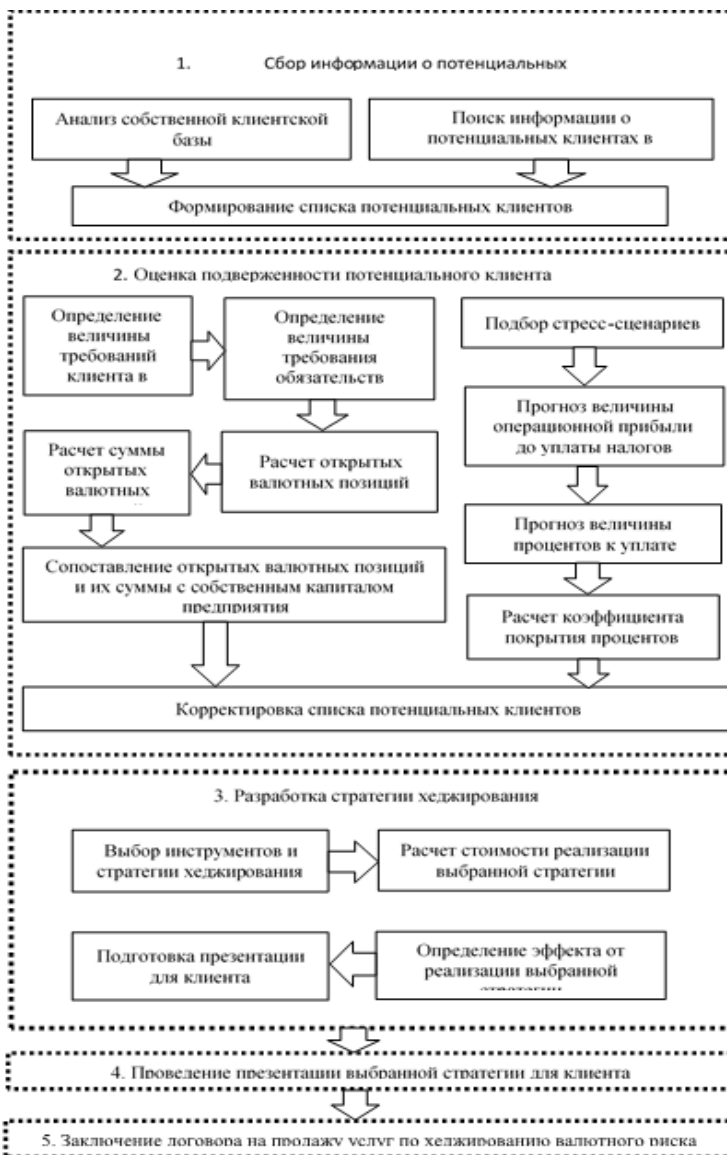 1. Сбор информации о потенциальных
Анализ собственной клиентской
базы
Поиск информации о
потенциальных клиентах в
Формирование списка потенциальных клиентов
2. Оценка подверженности потенциального клиента
Определение
величины
требований
клиента в
Определение
величины
требования
обязательств
Расчет открытых
валютных позиций
Расчет суммы
открытых
валютных
Сопоставление открытых валютных позиций
и их суммы с собственным капиталом
предприятия
Подбор стресс-сценариев
Прогноз величины
операционной прибыли
до уплаты налогов
Прогноз величины
процентов к уплате
Расчет коэффициента
покрытия процентов
Корректировка списка потенциальных клиентов
3. Разработка стратегии хеджирования
Выбор инструментов и
стратегии хеджирования
Расчет стоимости реализации
выбранной стратегии
Определение эффекта от
реализации выбранной
стратегии
Подготовка презентации
для клиента
4. Проведение презентации выбранной стратегии для клиента
5. Заключение договора на продажу услуг по хеджированию валютного риска